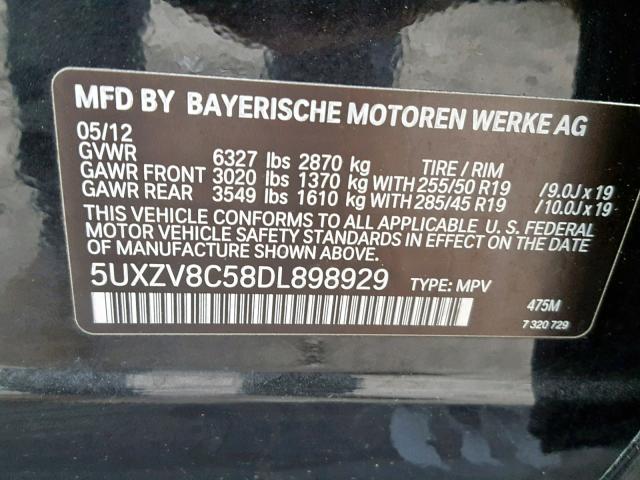 MFD BY BAYERISCHE MOTOREN WERKE AG
05/12
GVWR 6327 lbs 2870 kg TIRE / RIM
GAWR FRONT 3020 lbs 1370 kg WITH 255/50 R19 /9.0J x 19
GAWR REAR 3549 lbs 1610 kg WITH 285/45 R19 /10.0J x 19
THIS VEHICLE CONFORMS TO ALL APPLICABLE U. S. FEDERAL
MOTOR VEHICLE SAFETY STANDARDS IN EFFECT ON THE DATE
OF MANUFACTURE SHOWN ABOVE.
5UXZV8C58DL898929 TYPE: MPV
475M
7 320 729